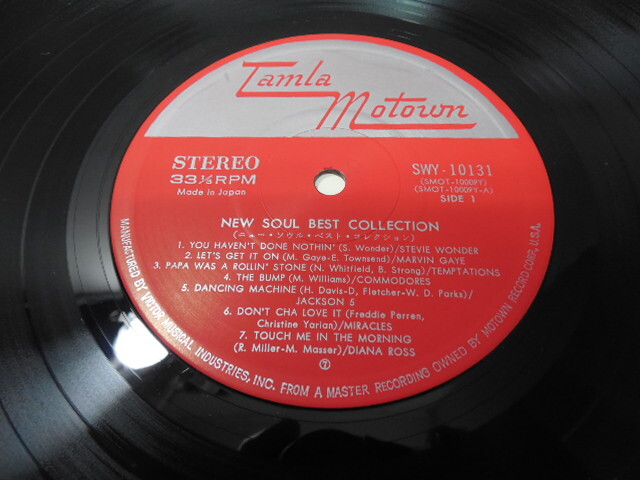 Tamla
Motown
STEREO
33⅓RPM
Made in Japan
SWY-10131
(SMOT-10009Y)
(SMOT-10009Y-A)
SIDE 1
NEW SOUL BEST COLLECTION
(ニュー・ソウル・ベスト・コレクション)
1. YOU HAVEN'T DONE NOTHIN' (S. Wonder)/STEVIE WONDER
2. LET'S GET IT ON (M. Gaye-E. Townsend)/MARVIN GAYE
3. PAPA WAS A ROLLIN' STONE (N. Whitfield, B. Strong)/TEMPTATIONS
4. THE BUMP (M. Williams)/COMMODORES
5. DANCING MACHINE (H. Davis-D, Fletcher-W. D. Parks)/
JACKSON 5
6. DON'T CHA LOVE IT (Freddie Perren,
Christine Yarian)/MIRACLES
7. TOUCH ME IN THE MORNING
(R. Miller-M. Masser)/DIANA ROSS
⑦
MANUFACTURED BY VICTOR MUSICAL INDUSTRIES, INC. FROM A MASTER RECORDING OWNED BY MOTOWN RECORD CORP., U.S.A.